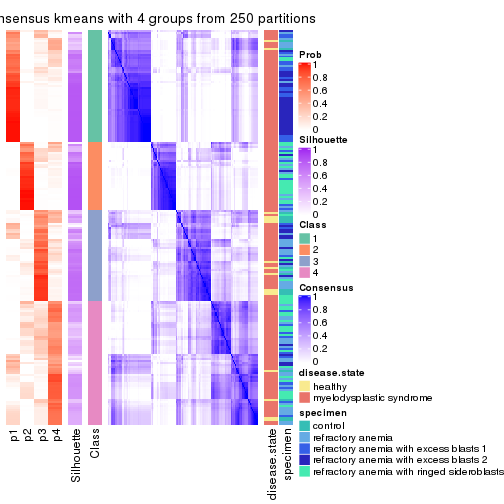 nsensus kmeans with 4 groups from 250 partitions
Prob
1
0.8
0.6
0.4
0.2
0
Silhouette
1
0.8
0.6
0.4
0.2
0
Class
1
2
3
4
Consensus
1
0.8
0.6
0.4
0.2
0
disease.state
healthy
myelodysplastic syndrome
specimen
control
refractory anemia
refractory anemia with excess blasts 1
refractory anemia with excess blasts 2
refractory anemia with ringed sideroblasts
p1
p2
p3
p4
Silhouette
Class
disease.state
specimen